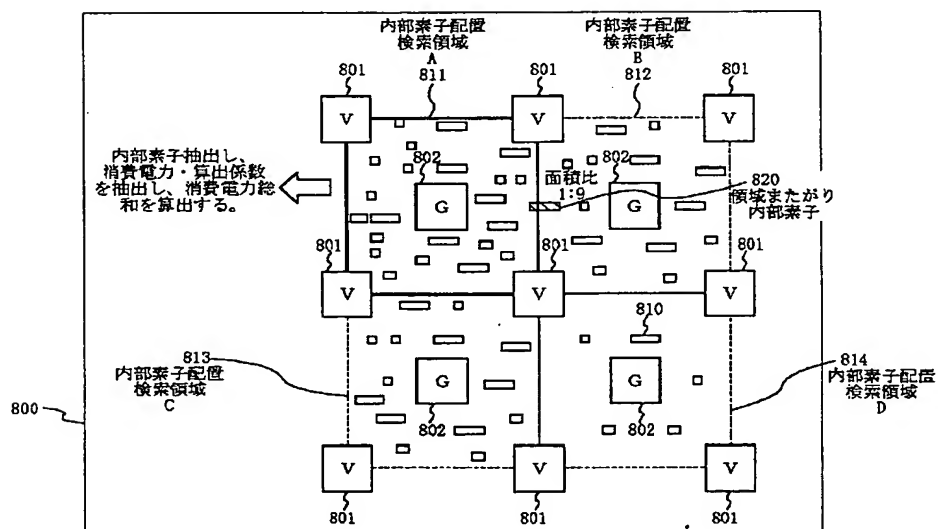 内部素子配置
検索領域
A
811
内部素子配置
検索領域
B
812
801
801
801
V
V
V
内部素子抽出し、
消費電力・算出係数
を抽出し、消費電力総
和を算出する。
802
G
面積比
1:9
802
G
820
領域またがり
内部素子
801
801
801
V
V
V
810
813
内部素子配置
検索領域
C
G
802
G
802
814
内部素子配置
検索領域
D
800
V
V
V
801
801
801